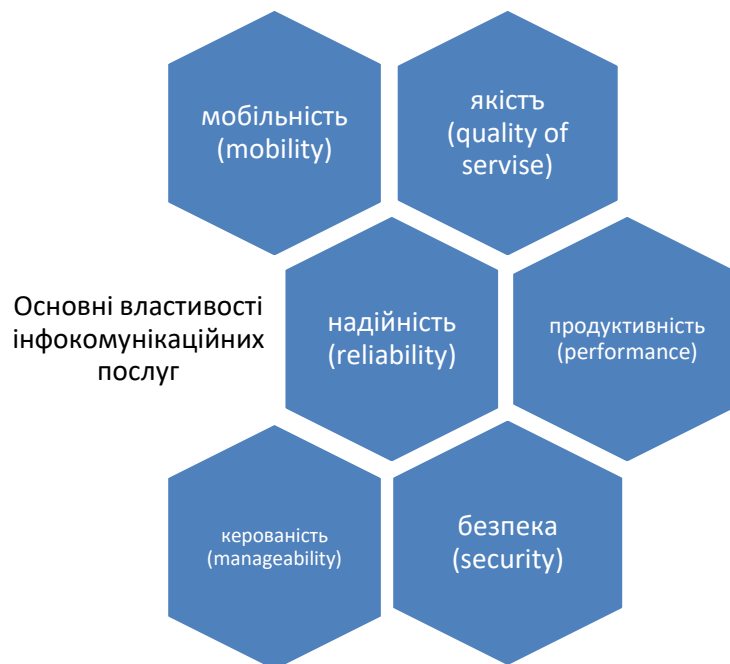 мобільність
(mobility)
якістъ
(quality of
servise)
Основні властивості
інфокомунікаційних
послуг
надійність
(reliability)
продуктивність
(performance)
керованість
(manageability)
безпека
(security)